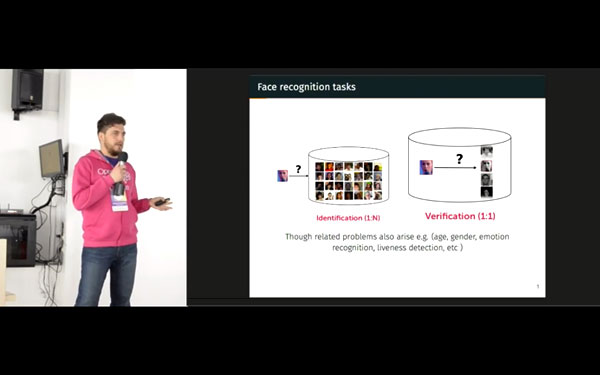 Face recognition tasks
?
?
Identification (1:N)
Verification (1:1)
Though related problems also arise e.g. (age, gender, emotion
recognition, liveness detection, etc )
1